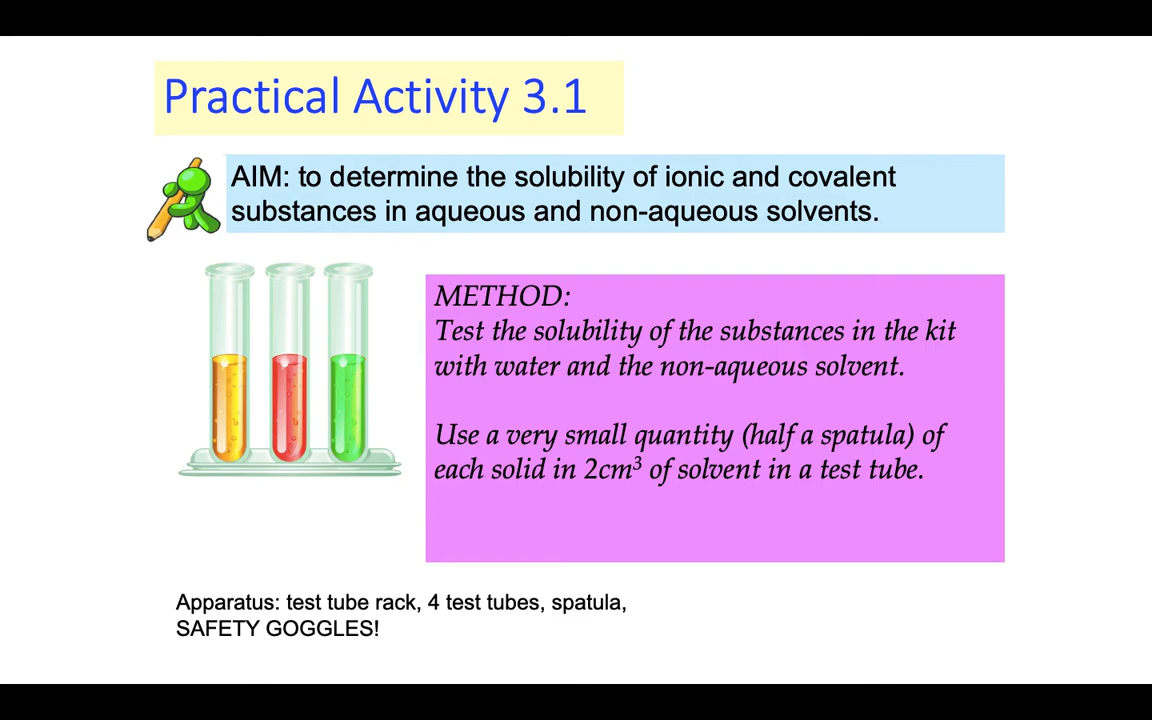 Practical Activity 3.1
AIM: to determine the solubility of ionic and covalent
substances in aqueous and non-aqueous solvents.
METHOD:
Test the solubility of the substances in the kit
with water and the non-aqueous solvent.
Use a very small quantity (half a spatula) of
each solid in 2cm³ of solvent in a test tube.
Apparatus: test tube rack, 4 test tubes, spatula,
SAFETY GOGGLES!